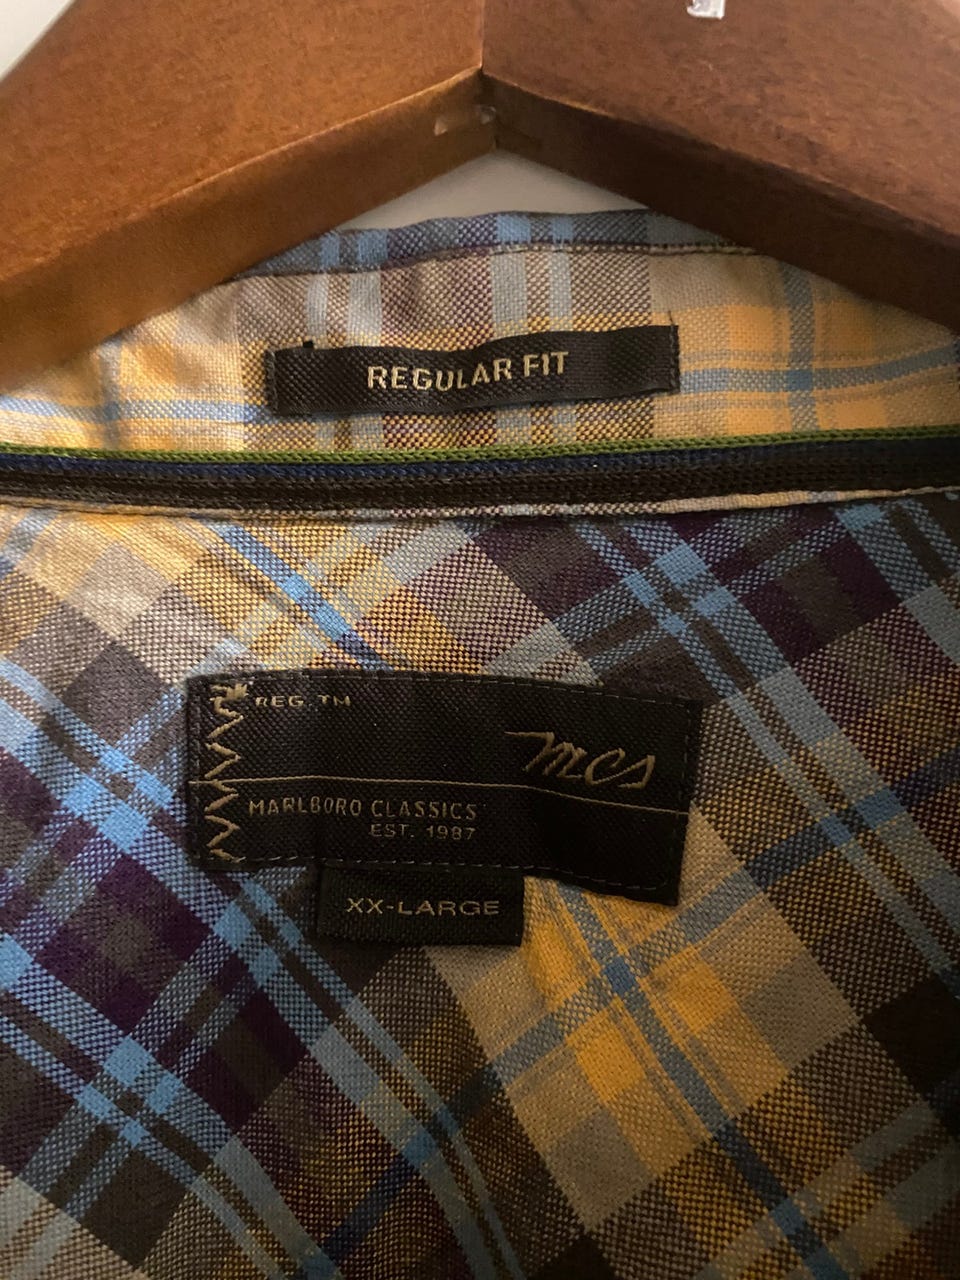 REGULAR FIT
REG. TM
mcs
MARLBORO CLASSICS
EST. 1987
XX-LARGE